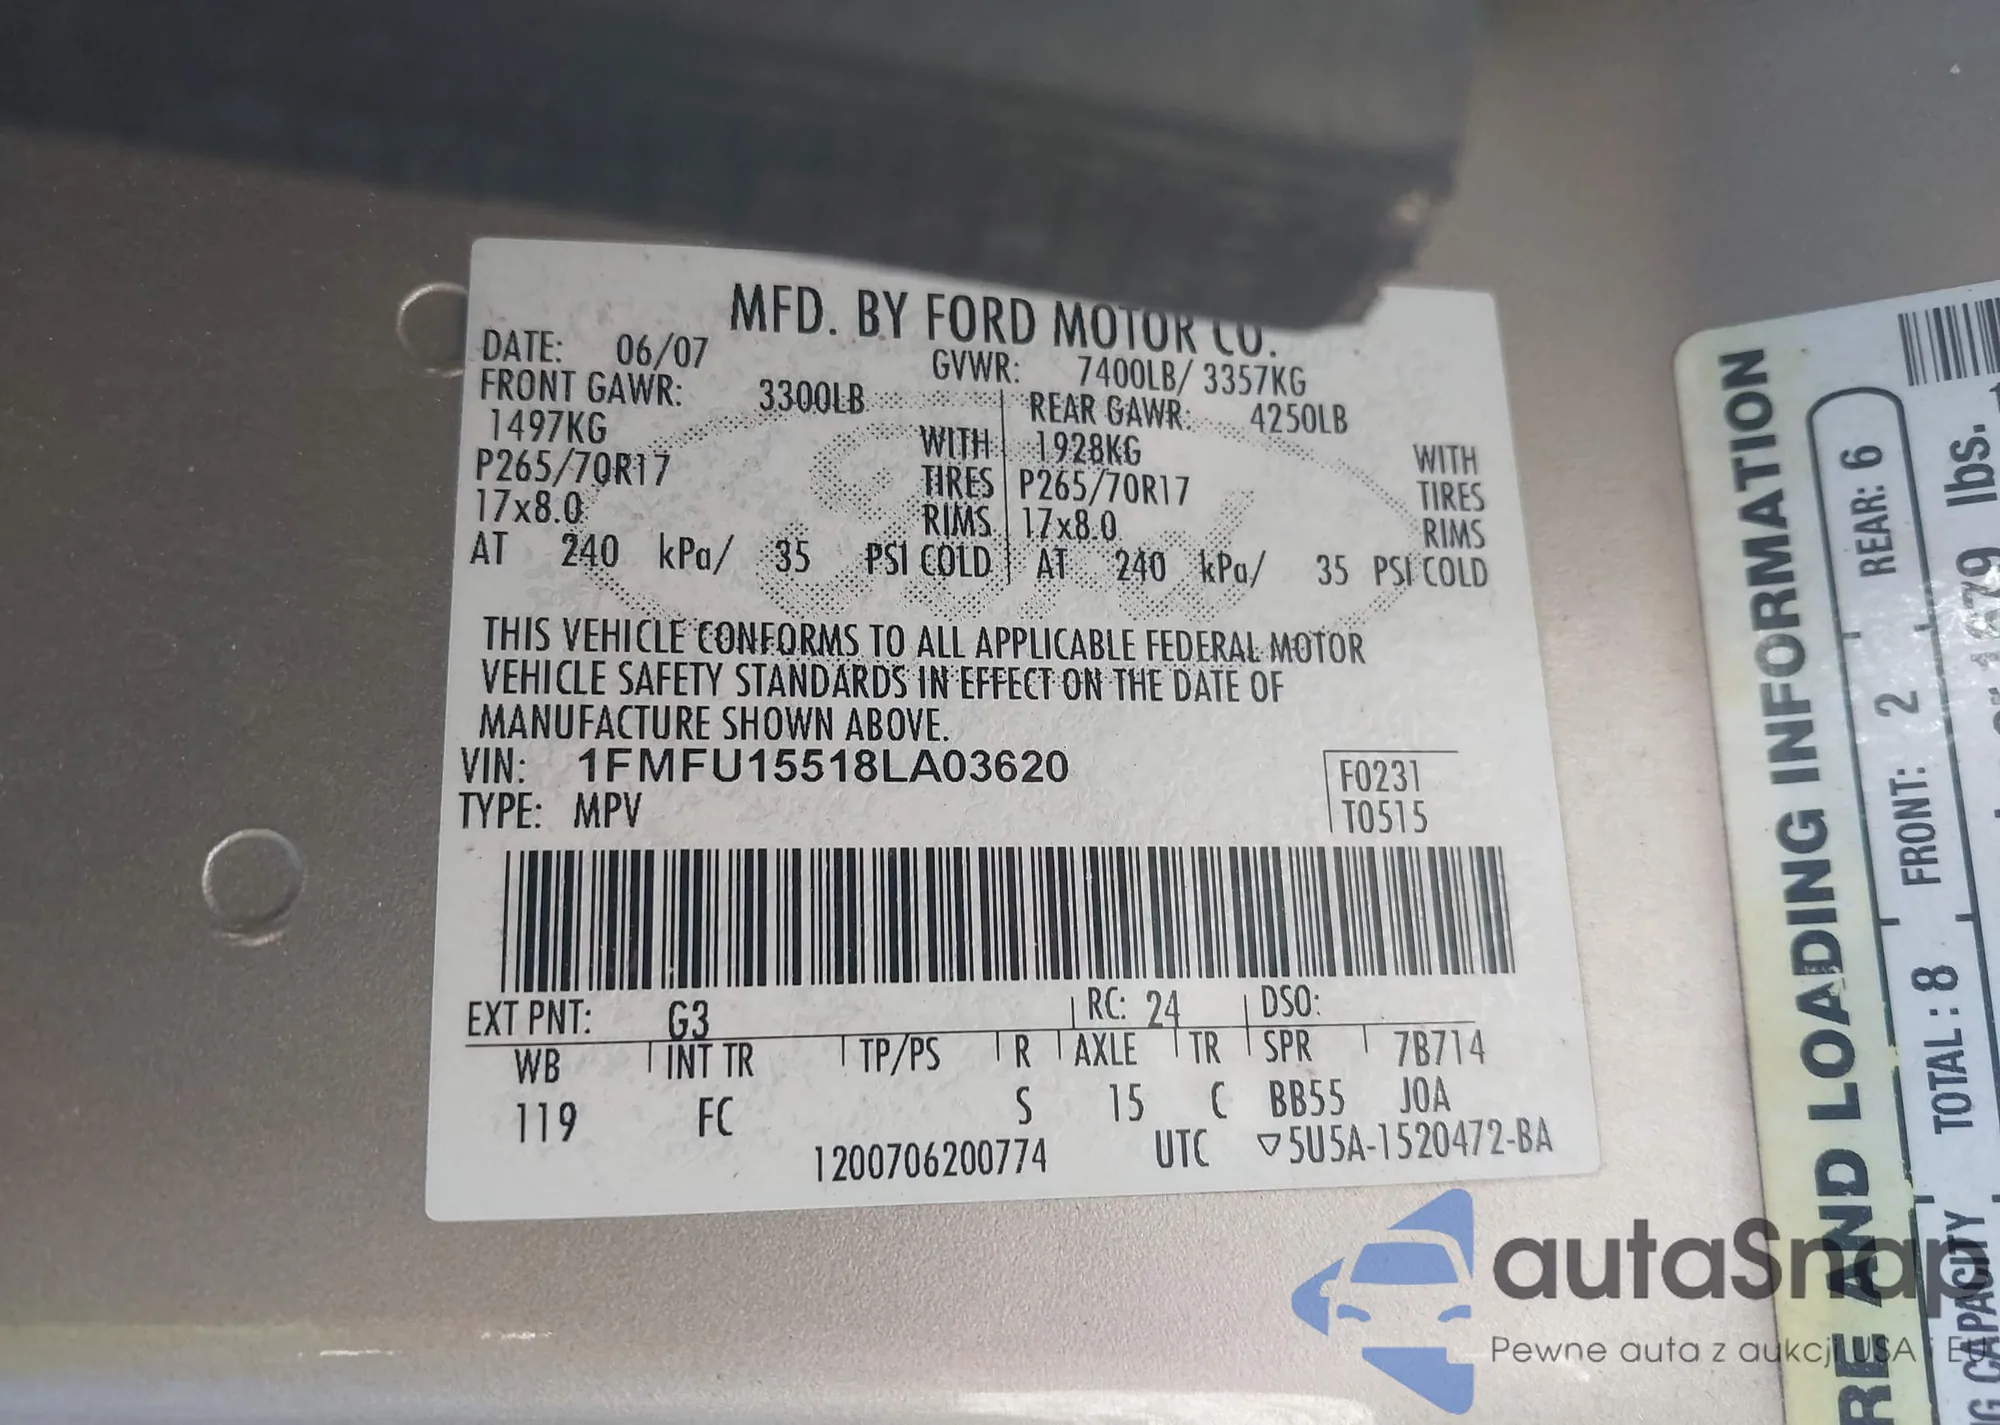 MFD. BY FORD MOTOR CO.
DATE: 06/07 GVWR: 7400LB/ 3357KG
FRONT GAWR: 3300LB REAR GAWR: 4250LB
1497KG WITH 1928KG WITH
P265/70R17 TIRES P265/70R17 TIRES
17x8.0 RIMS 17x8.0 RIMS
AT 240 kPa/ 35 PSI COLD AT 240 kPa/ 35 PSI COLD
THIS VEHICLE CONFORMS TO ALL APPLICABLE FEDERAL MOTOR
VEHICLE SAFETY STANDARDS IN EFFECT ON THE DATE OF
MANUFACTURE SHOWN ABOVE.
VIN: 1FMFU15518LA03620
F0231
TYPE: MPV
T0515
EXT PNT: G3 RC: 24 DSO:
WB INT TR TP/PS R AXLE TR SPR 7B714
119 FC S 15 C BB55 JOA
1200706200774 UTC ▽5U5A-1520472-BA
RE AND LOADING INFORMATION
TOTAL: 8 FRONT: 2 REAR: 6
G CAPACITY
lbs.
autaSnap
Pewne auta z aukcji USA i EU